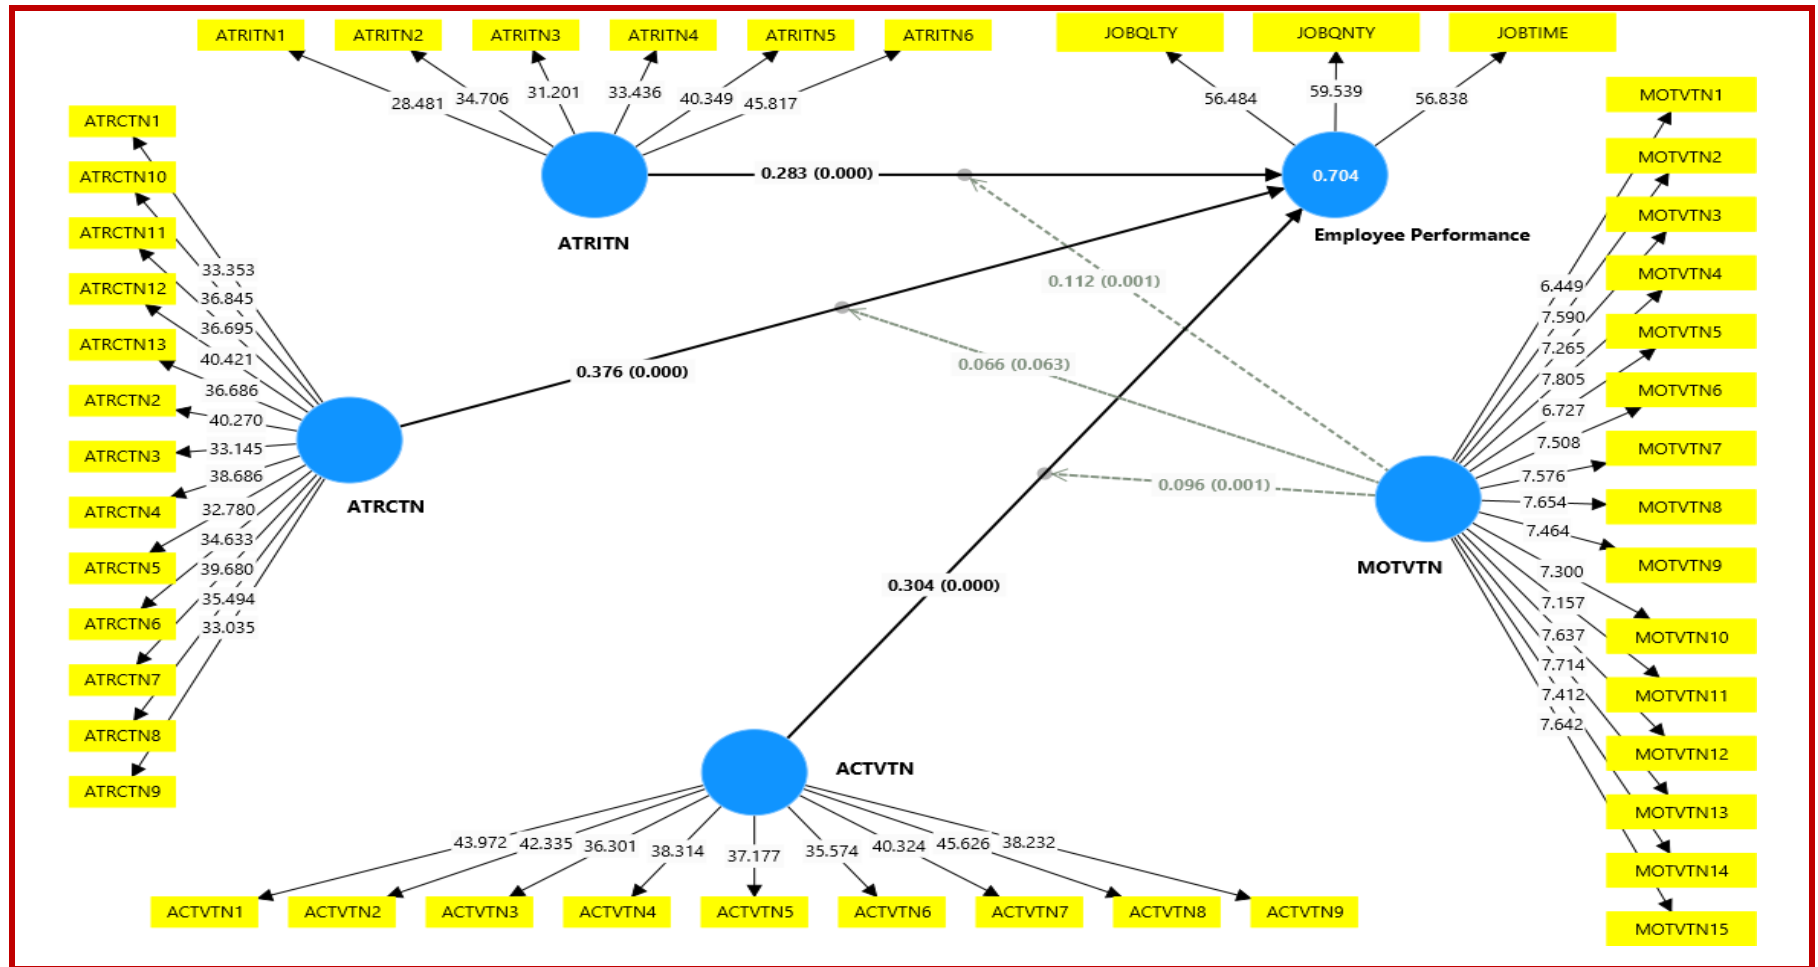 ATRITN1 ATRITN2 ATRITN3 ATRITN4 ATRITN5 ATRITN6
JOBQLTY JOBQNTY JOBTIME
28.481 34.706 31.201 33.436 40.349 45.817
56.484 59.539 56.838
ATRITN
0.283 (0.000)
0.704
Employee Performance
ATRCTN1
ATRCTN10
ATRCTN11
ATRCTN12
ATRCTN13
ATRCTN2
ATRCTN3
ATRCTN4
ATRCTN5
ATRCTN6
ATRCTN7
ATRCTN8
ATRCTN9
33.353
36.845
36.695
40.421
36.686
40.270
33.145
38.686
32.780
34.633
39.680
35.494
33.035
ATRCTN
0.376 (0.000)
0.112 (0.001)
0.066 (0.063)
0.096 (0.001)
0.304 (0.000)
MOTVTN
6.449
7.590
7.265
7.805
6.727
7.508
7.576
7.654
7.464
7.300
7.157
7.637
7.714
7.412
7.642
MOTVTN1
MOTVTN2
MOTVTN3
MOTVTN4
MOTVTN5
MOTVTN6
MOTVTN7
MOTVTN8
MOTVTN9
MOTVTN10
MOTVTN11
MOTVTN12
MOTVTN13
MOTVTN14
MOTVTN15
ACTVTN
43.972 42.335 36.301 38.314 37.177 35.574 40.324 45.626 38.232
ACTVTN1 ACTVTN2 ACTVTN3 ACTVTN4 ACTVTN5 ACTVTN6 ACTVTN7 ACTVTN8 ACTVTN9